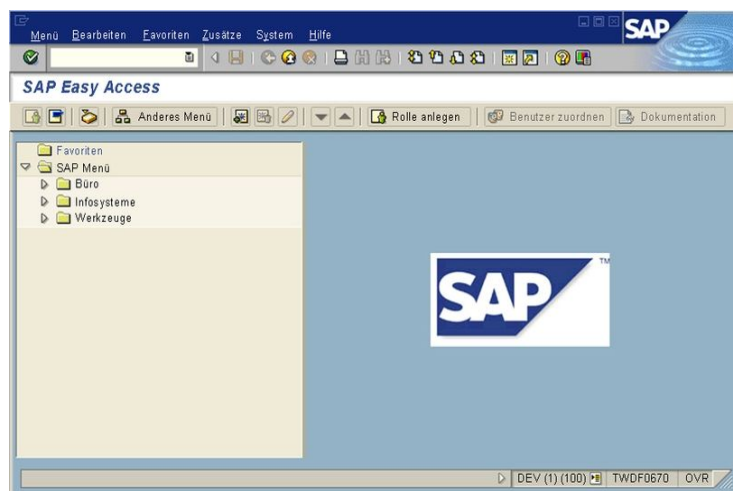 Menü Bearbeiten Favoriten Zusätze System Hilfe
SAP
SAP Easy Access
Anderes Menü Rolle anlegen Benutzer zuordnen Dokumentation
Favoriten
SAP Menü
Büro
Infosysteme
Werkzeuge
SAP TM
DEV (1) (100) TWDF0670 OVR